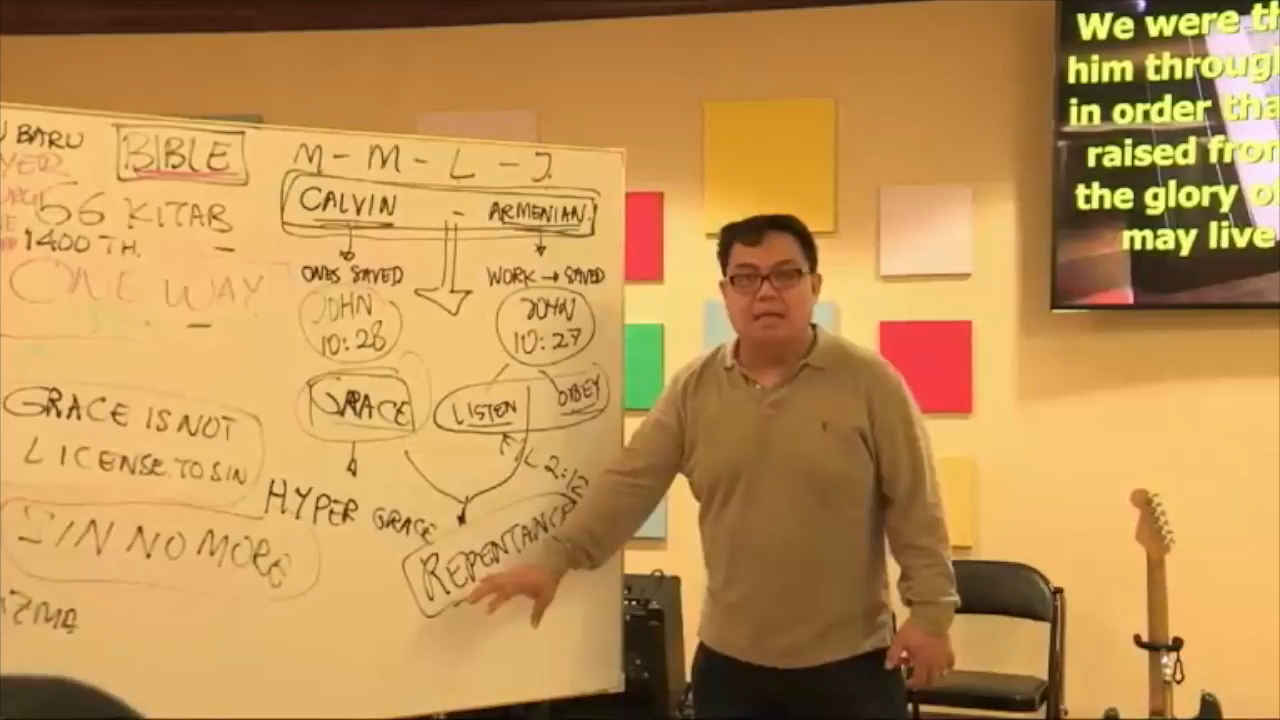 BARU
BIBLE
66 KITAB
1400 TH.
ONE WAY
GRACE IS NOT
LICENSE TO SIN
SIN NO MORE
M - M - L - J.
CALVIN - ARMENIAN.
ONES SAVED
WORK → SAVED
JOHN
10:28
JOHN
10:27
GRACE
LISTEN
OBEY
2:12
HYPER GRACE
REPENTANCE
We were th
him throug
in order tha
raised from
the glory o
may live